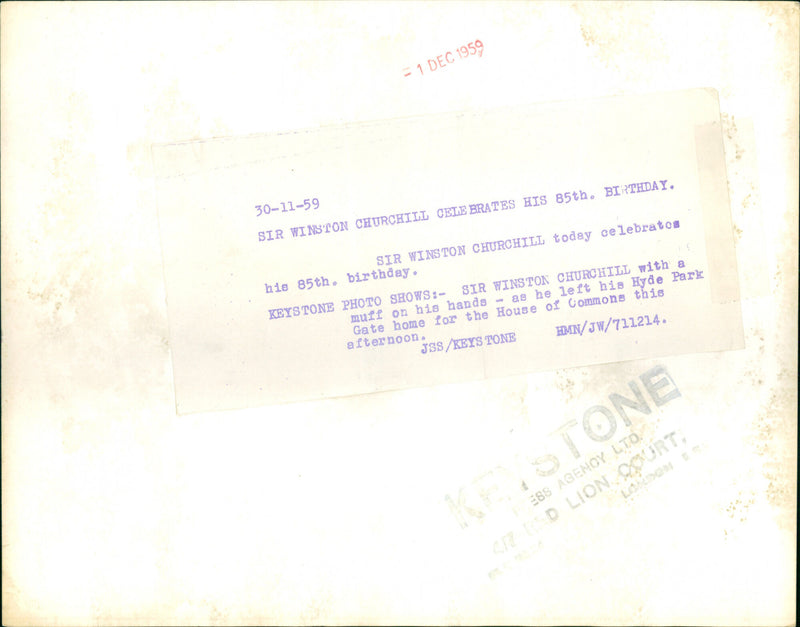 = 1 DEC 1959
30-11-59
SIR WINSTON CHURCHILL CELEBRATES HIS 85th. BIRTHDAY.
SIR WINSTON CHURCHILL today celebrates
his 85th. birthday.
KEYSTONE PHOTO SHOWS:- SIR WINSTON CHURCHILL with a
muff on his hands - as he left his Hyde Park
Gate home for the House of Commons this
afternoon.
JSS/KEYSTONE HMN/JW/711214.
KEYSTONE
ESS AGENCY LTD.
D LION COURT,
LONDON